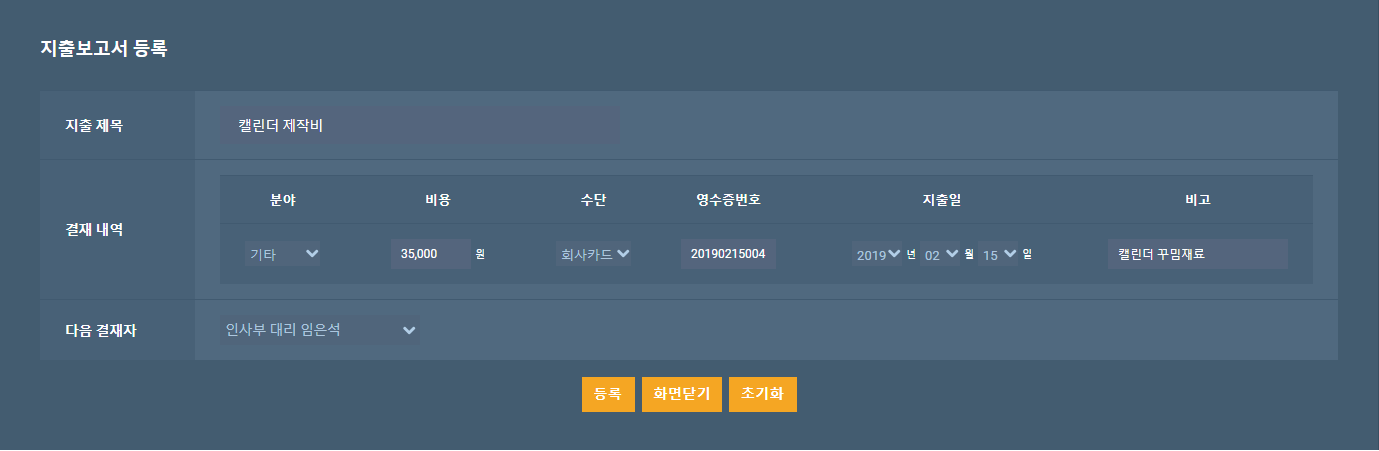 지출보고서 등록
지출 제목
캘린더 제작비
결재 내역
분야 비용 수단 영수증번호 지출일 비고
기타 35,000 원 회사카드 20190215004 2019 년 02 월 15 일 캘린더 꾸밈재료
다음 결재자
인사부 대리 임은석
등록 화면닫기 초기화